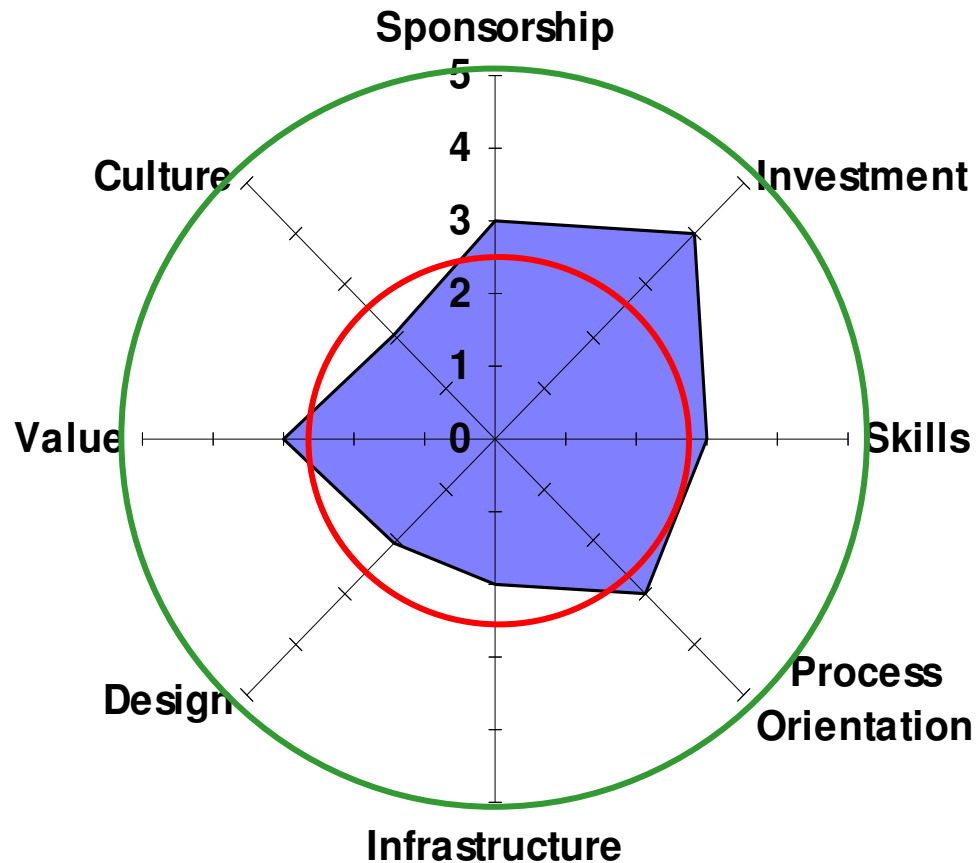 Sponsorship
5
4
Culture
Investment
3
2
1
Value
0
Skills
Design
Process
Orientation
Infrastructure